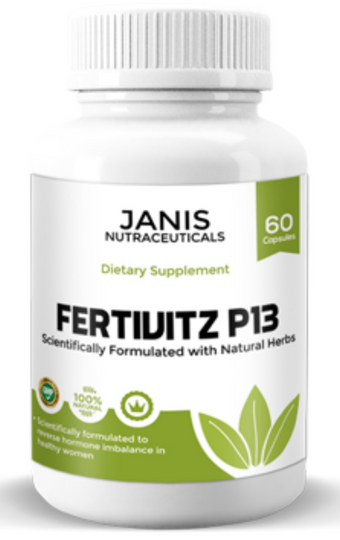 JANIS
NUTRACEUTICALS
60
Capsules
Dietary Supplement
FERTIVITZ P13
Scientifically Formulated with Natural Herbs
GMP
100%
NATURAL
• Scientifically formulated to
reverse hormone imbalance in
healthy women